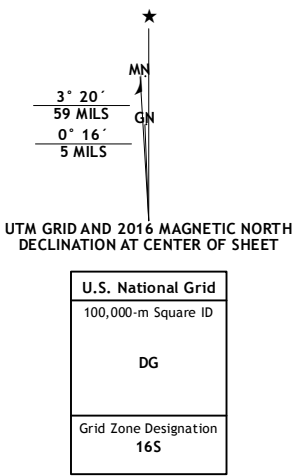 MN
3° 20´
59 MILS
GN
0° 16´
5 MILS
UTM GRID AND 2016 MAGNETIC NORTH
DECLINATION AT CENTER OF SHEET
U.S. National Grid
100,000-m Square ID
DG
Grid Zone Designation
16S